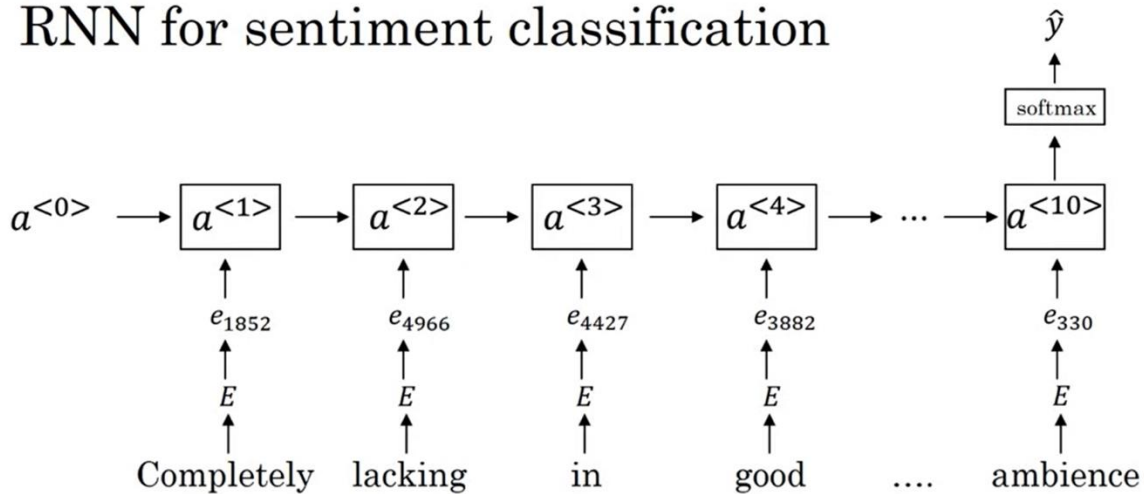 RNN for sentiment classification
ŷ
softmax
a<0> a<1> a<2> a<3> a<4> ... a<10>
e1852 e4966 e4427 e3882 e330
E E E E E
Completely lacking in good .... ambience